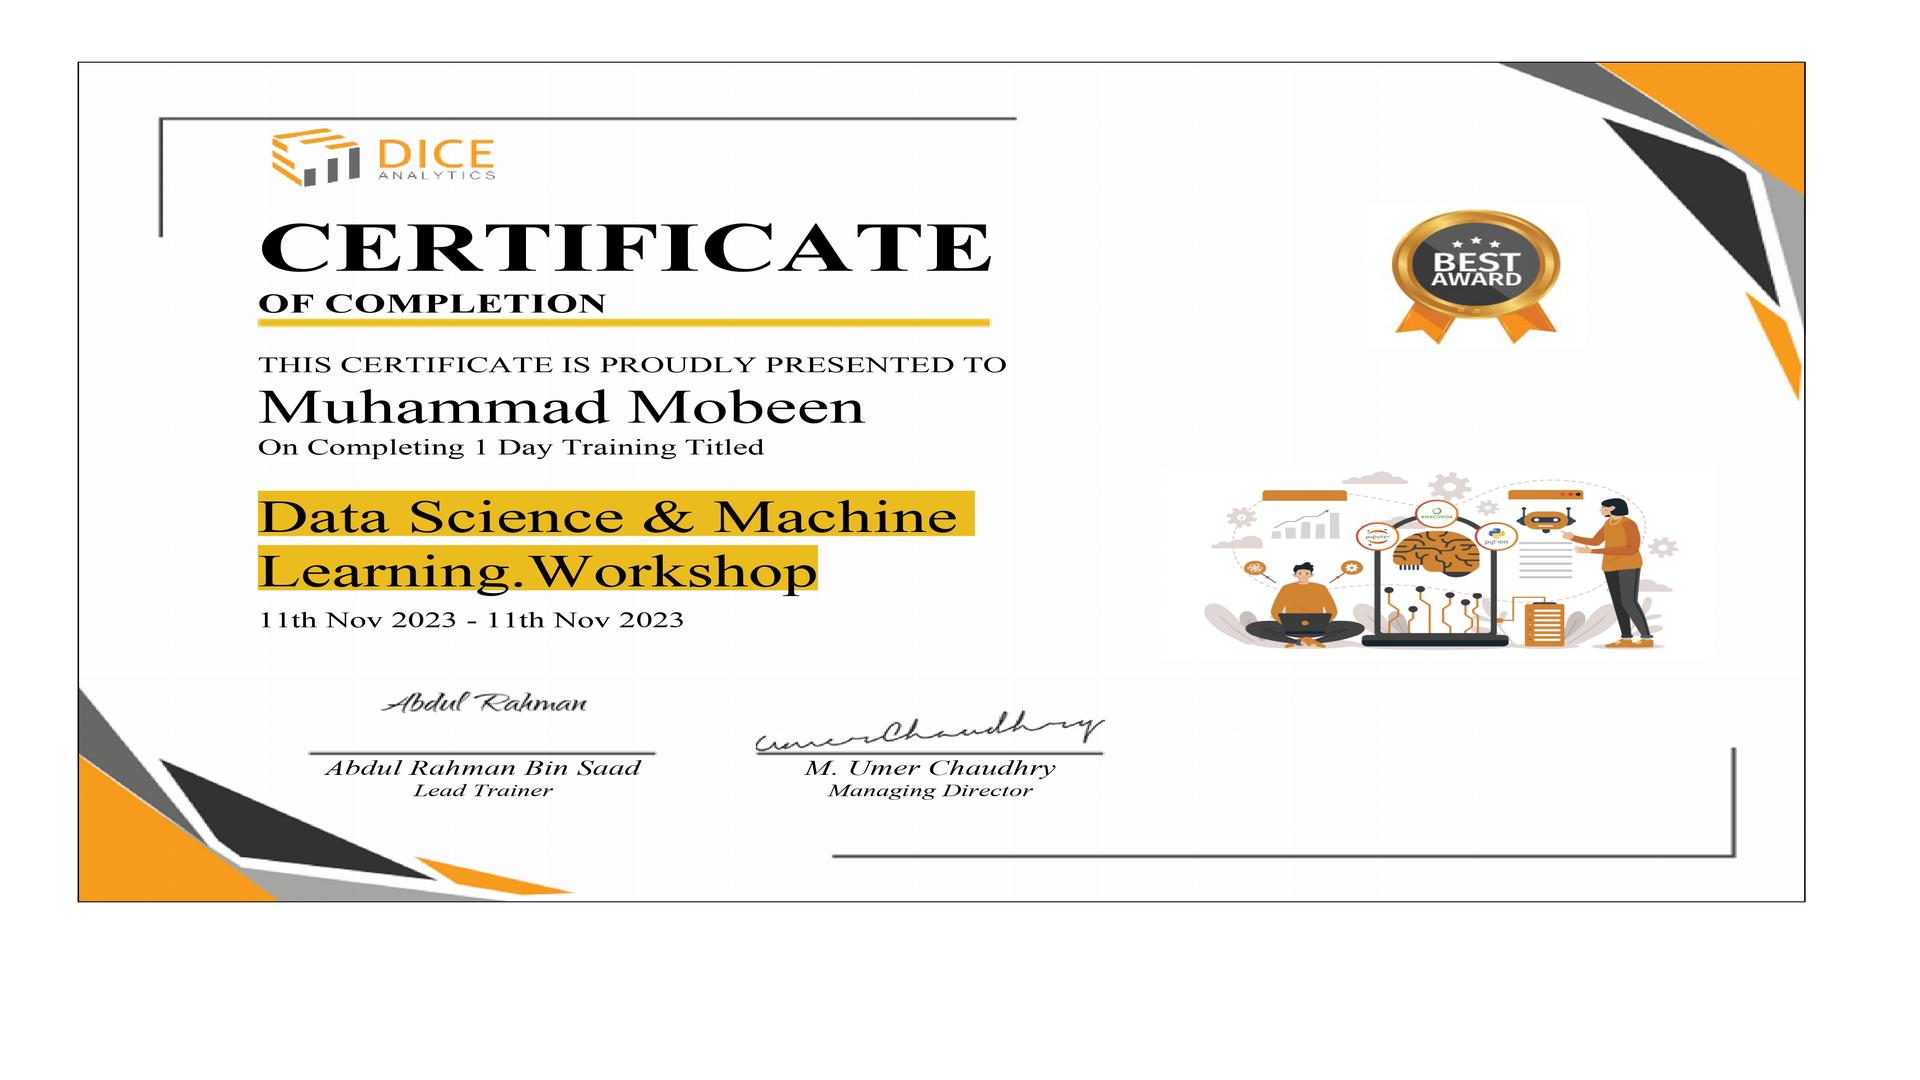 DICE
ANALYTICS
CERTIFICATE
OF COMPLETION
THIS CERTIFICATE IS PROUDLY PRESENTED TO
Muhammad Mobeen
On Completing 1 Day Training Titled
Data Science & Machine
Learning.Workshop
11th Nov 2023 - 11th Nov 2023
BEST
AWARD
ANACONDA
jupyter
python
Abdul Rahman
Umer Chaudhry
Abdul Rahman Bin Saad
Lead Trainer
M. Umer Chaudhry
Managing Director